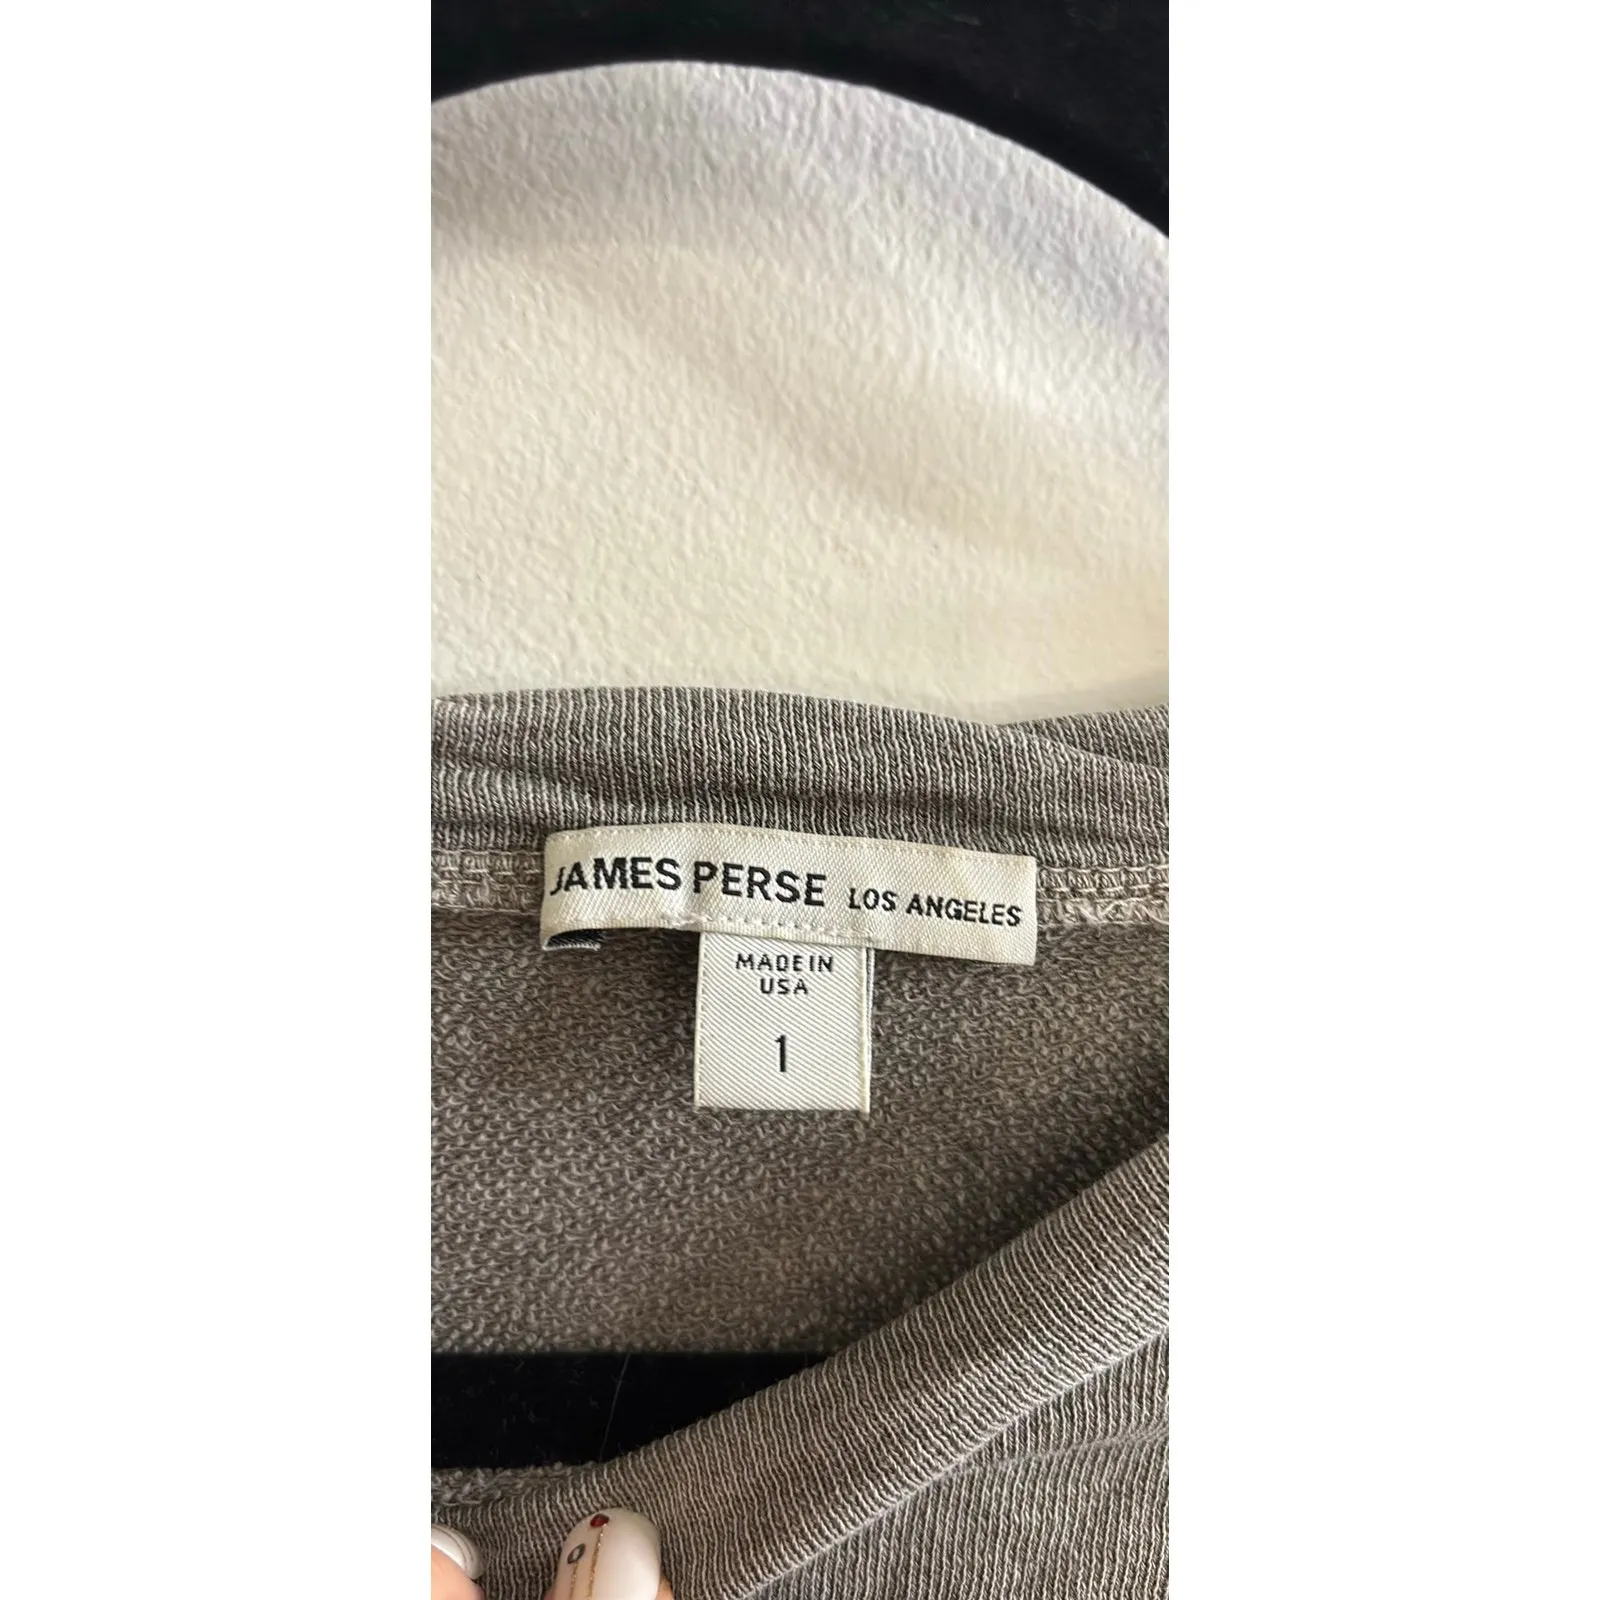 JAMES PERSE LOS ANGELES
MADE IN
USA
1